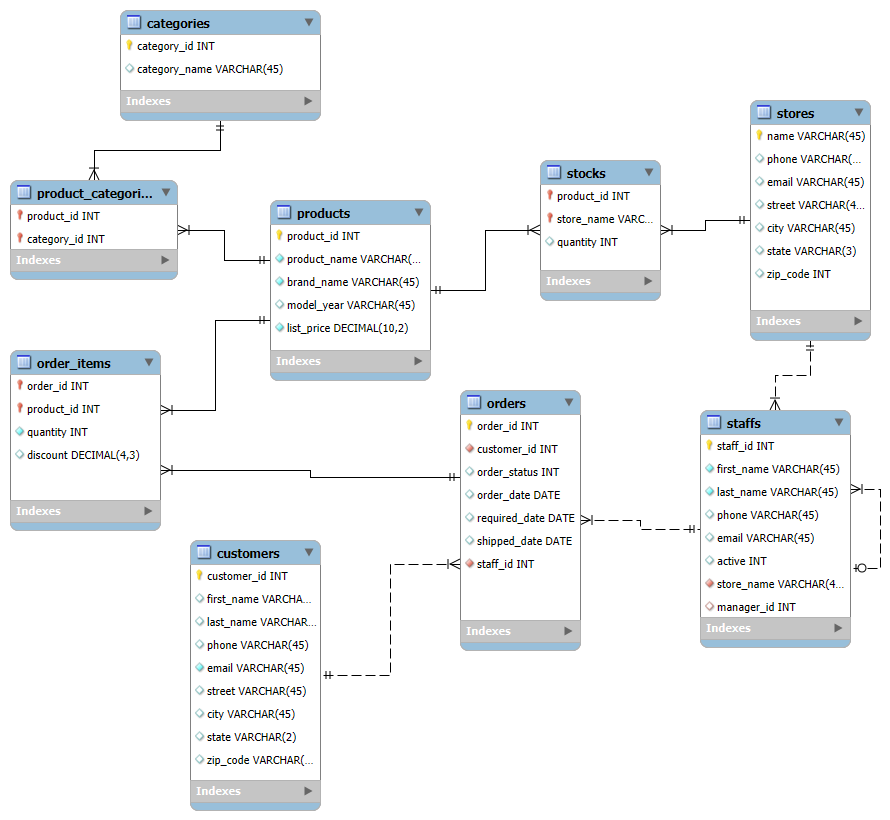 categories
category_id INT
category_name VARCHAR(45)
Indexes
product_categori...
product_id INT
category_id INT
Indexes
products
product_id INT
product_name VARCHAR(...
brand_name VARCHAR(45)
model_year VARCHAR(45)
list_price DECIMAL(10,2)
Indexes
stocks
product_id INT
store_name VARC...
quantity INT
Indexes
stores
name VARCHAR(45)
phone VARCHAR(...
email VARCHAR(45)
street VARCHAR(4...
city VARCHAR(45)
state VARCHAR(3)
zip_code INT
Indexes
order_items
order_id INT
product_id INT
quantity INT
discount DECIMAL(4,3)
Indexes
orders
order_id INT
customer_id INT
order_status INT
order_date DATE
required_date DATE
shipped_date DATE
staff_id INT
Indexes
staffs
staff_id INT
first_name VARCHAR(45)
last_name VARCHAR(45)
phone VARCHAR(45)
email VARCHAR(45)
active INT
store_name VARCHAR(4...
manager_id INT
Indexes
customers
customer_id INT
first_name VARCHA...
last_name VARCHAR...
phone VARCHAR(45)
email VARCHAR(45)
street VARCHAR(45)
city VARCHAR(45)
state VARCHAR(2)
zip_code VARCHAR(...
Indexes